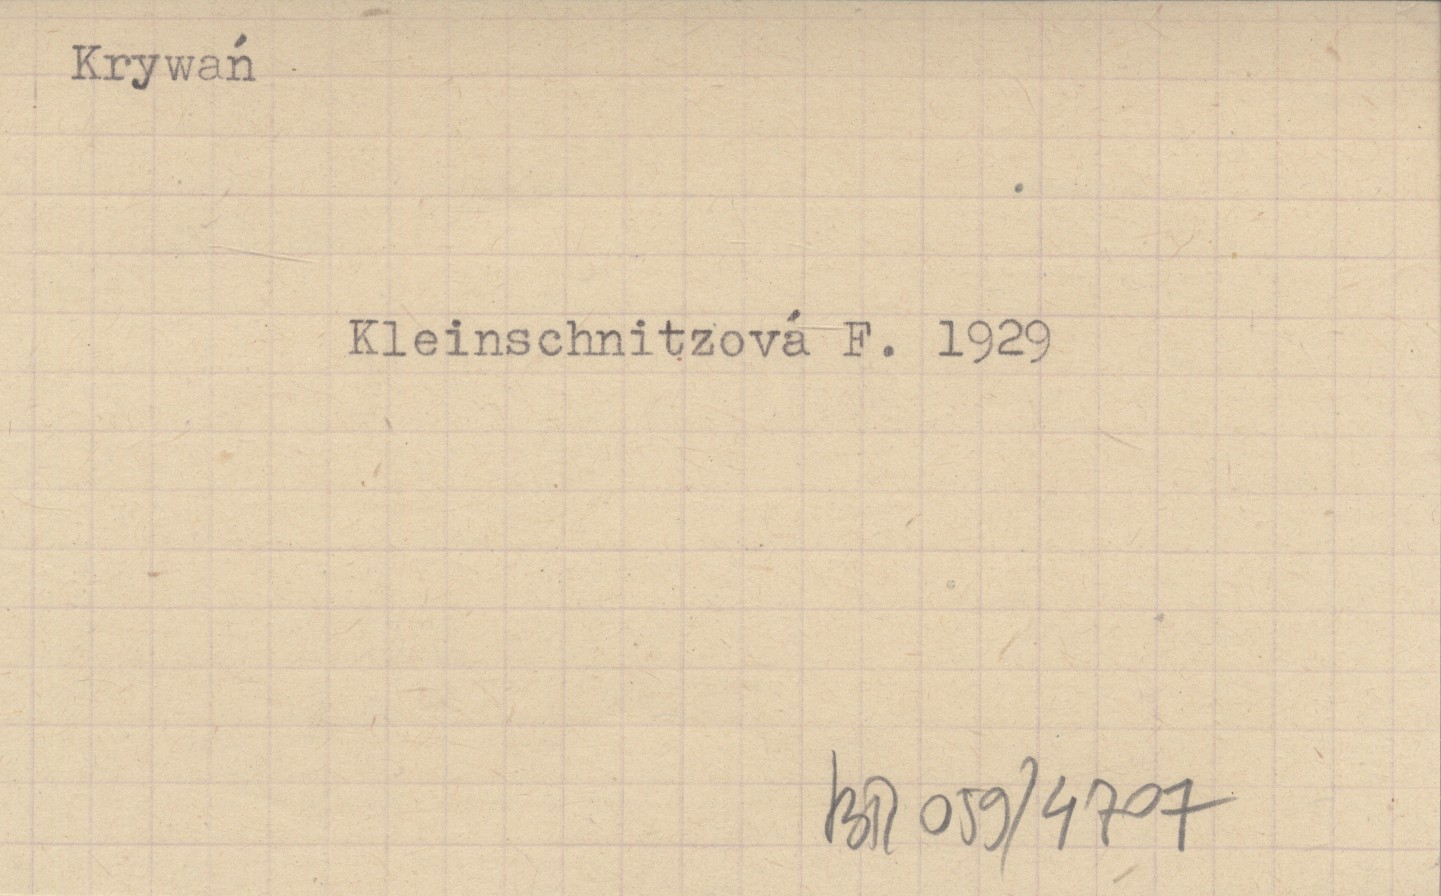 Krywań
Kleinschnitzová F. 1929
BR 059/4707